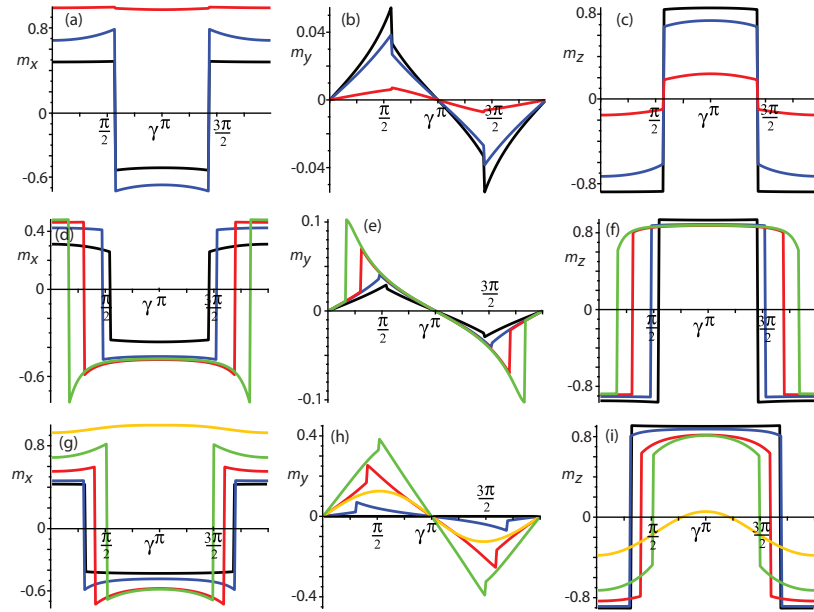 (a)
m_x
0.8
0
-0.6
π/2
γ
π
3π/2
(b)
m_y
0.04
0
-0.04
π/2
γ
π
3π/2
(c)
m_z
0.8
0
-0.8
π/2
γ
π
3π/2
(d)
m_x
0.4
0
-0.6
π/2
γ
π
3π/2
(e)
m_y
0.1
0
-0.1
π/2
γ
π
3π/2
(f)
m_z
0.8
0
-0.8
π/2
γ
π
3π/2
(g)
m_x
0.8
0
-0.6
π/2
γ
π
3π/2
(h)
m_y
0.4
0
-0.4
π/2
γ
π
3π/2
(i)
m_z
0.8
0
-0.8
π/2
γ
π
3π/2